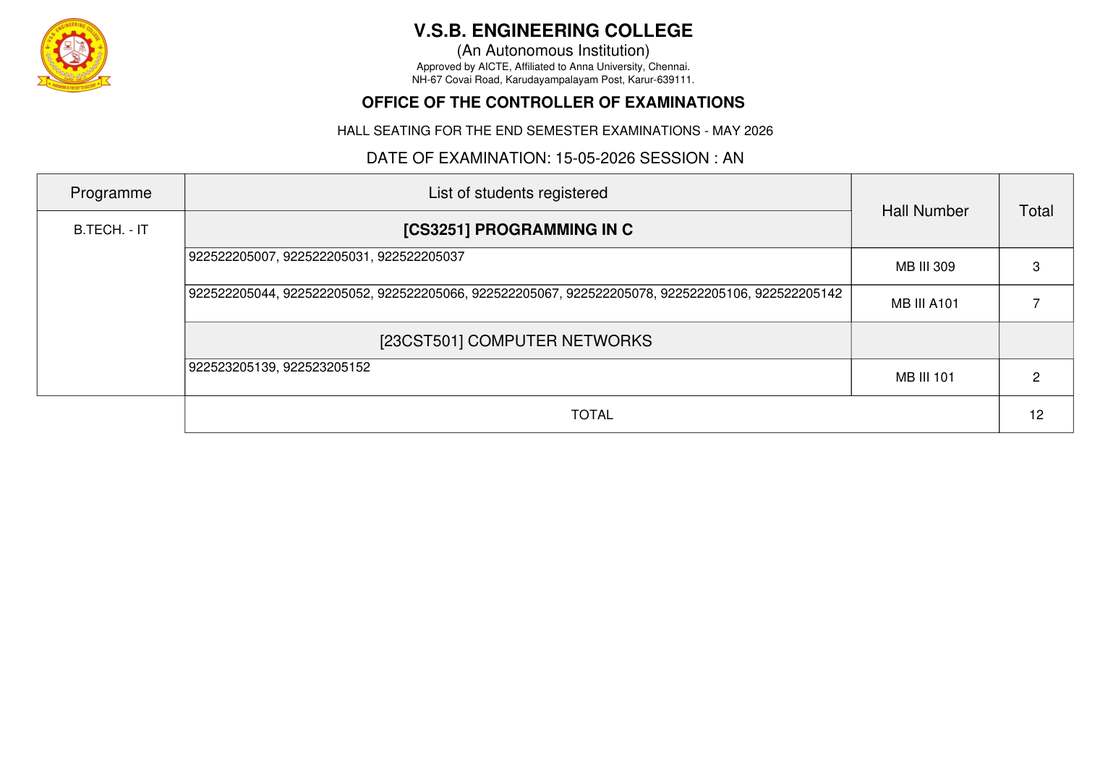 V.S.B. ENGINEERING COLLEGE
(An Autonomous Institution)
Approved by AICTE, Affiliated to Anna University, Chennai.
NH-67 Covai Road, Karudayampalayam Post, Karur-639111.
OFFICE OF THE CONTROLLER OF EXAMINATIONS
HALL SEATING FOR THE END SEMESTER EXAMINATIONS - MAY 2026
DATE OF EXAMINATION: 15-05-2026 SESSION : AN
Programme List of students registered Hall Number Total
B.TECH. - IT [CS3251] PROGRAMMING IN C
922522205007, 922522205031, 922522205037 MB III 309 3
922522205044, 922522205052, 922522205066, 922522205067, 922522205078, 922522205106, 922522205142 MB III A101 7
[23CST501] COMPUTER NETWORKS
922523205139, 922523205152 MB III 101 2
TOTAL 12